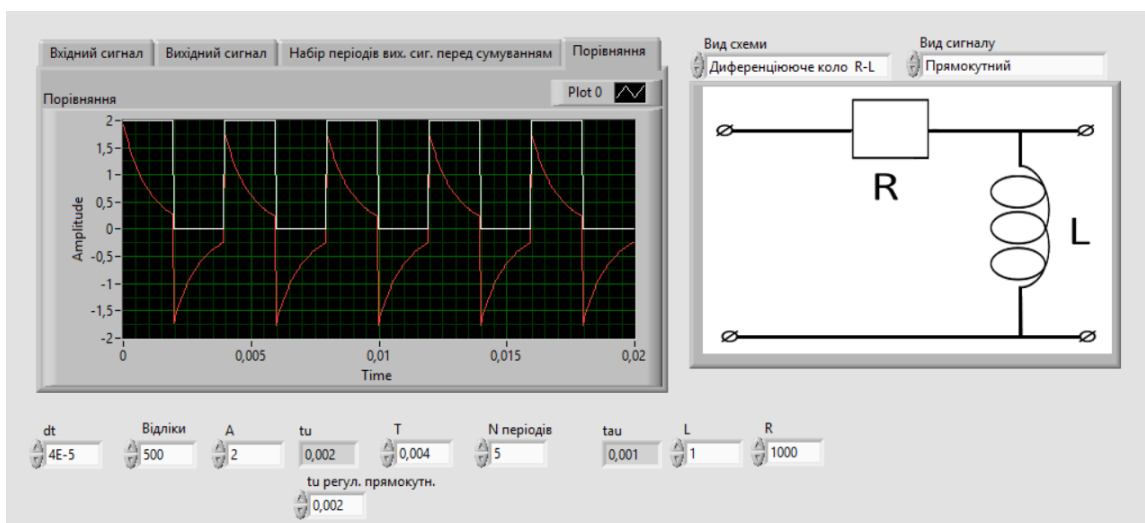 Вхідний сигнал
Вихідний сигнал
Набір періодів вих. сиг. перед сумуванням
Порівняння
Порівняння
Plot 0
Amplitude
2
1,5
1
0,5
0
-0,5
-1
-1,5
-2
0
0,005
0,01
0,015
0,02
Time
Вид схеми
Диференціююче коло R-L
Вид сигналу
Прямокутний
R
L
dt
4E-5
Відліки
500
A
2
tu
0,002
T
0,004
N періодів
5
tau
0,001
L
1
R
1000
tu регул. прямокутн.
0,002